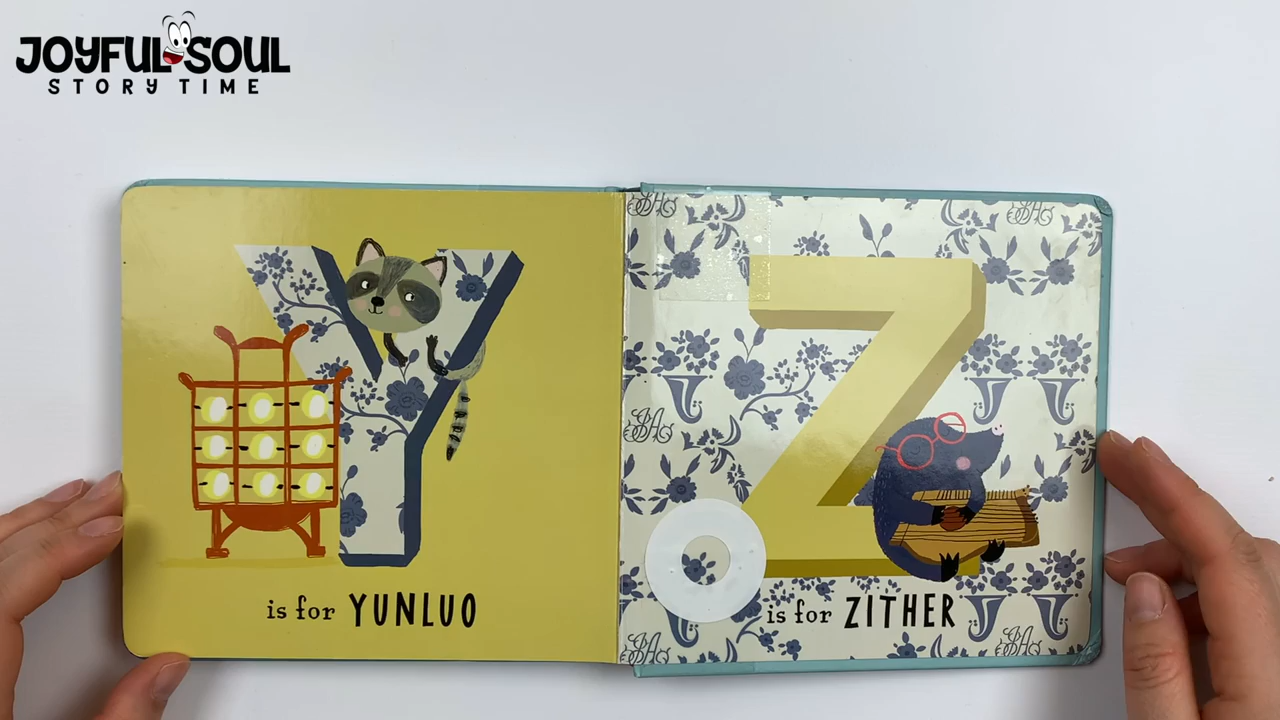 JOYFUL SOUL
STORY TIME
Y
is for YUNLUO
Z
is for ZITHER